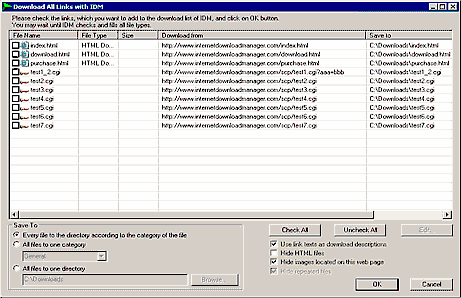 Download All Links with IDM
Please check the links, which you want to add to the download list of IDM, and click on OK button.
You may wait until IDM checks and fills all file types.
File Name File Type Size Download from Save to
index.html HTML Do... http://www.internetdownloadmanager.com/index.html C:\Downloads\index.html
download.html HTML Do... http://www.internetdownloadmanager.com/download.html C:\Downloads\download.html
purchase.html HTML Do... http://www.internetdownloadmanager.com/purchase.html C:\Downloads\purchase.html
test1_2.cgi http://www.internetdownloadmanager.com/scp/test1.cgi?aaa=bbb C:\Downloads\test1_2.cgi
test2.cgi http://www.internetdownloadmanager.com/scp/test2.cgi C:\Downloads\test2.cgi
test3.cgi http://www.internetdownloadmanager.com/scp/test3.cgi C:\Downloads\test3.cgi
test4.cgi http://www.internetdownloadmanager.com/scp/test4.cgi C:\Downloads\test4.cgi
test5.cgi http://www.internetdownloadmanager.com/scp/test5.cgi C:\Downloads\test5.cgi
test6.cgi http://www.internetdownloadmanager.com/scp/test6.cgi C:\Downloads\test6.cgi
test7.cgi http://www.internetdownloadmanager.com/scp/test7.cgi C:\Downloads\test7.cgi
Save To
Every file to the directory according to the category of the file
All files to one category
General
All files to one directory
C:\Downloads Browse...
Check All Uncheck All Edit...
Use link texts as download descriptions
Hide HTML files
Hide images located on this web page
Hide repeated files
OK Cancel